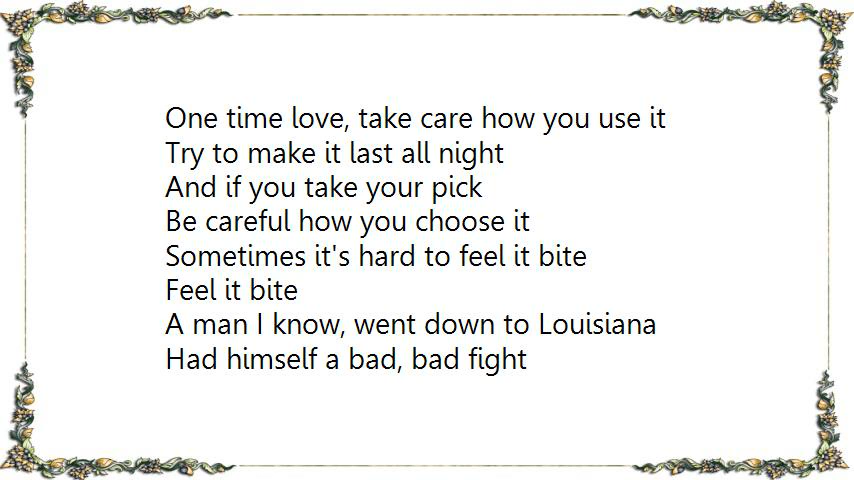 One time love, take care how you use it
Try to make it last all night
And if you take your pick
Be careful how you choose it
Sometimes it's hard to feel it bite
Feel it bite
A man I know, went down to Louisiana
Had himself a bad, bad fight